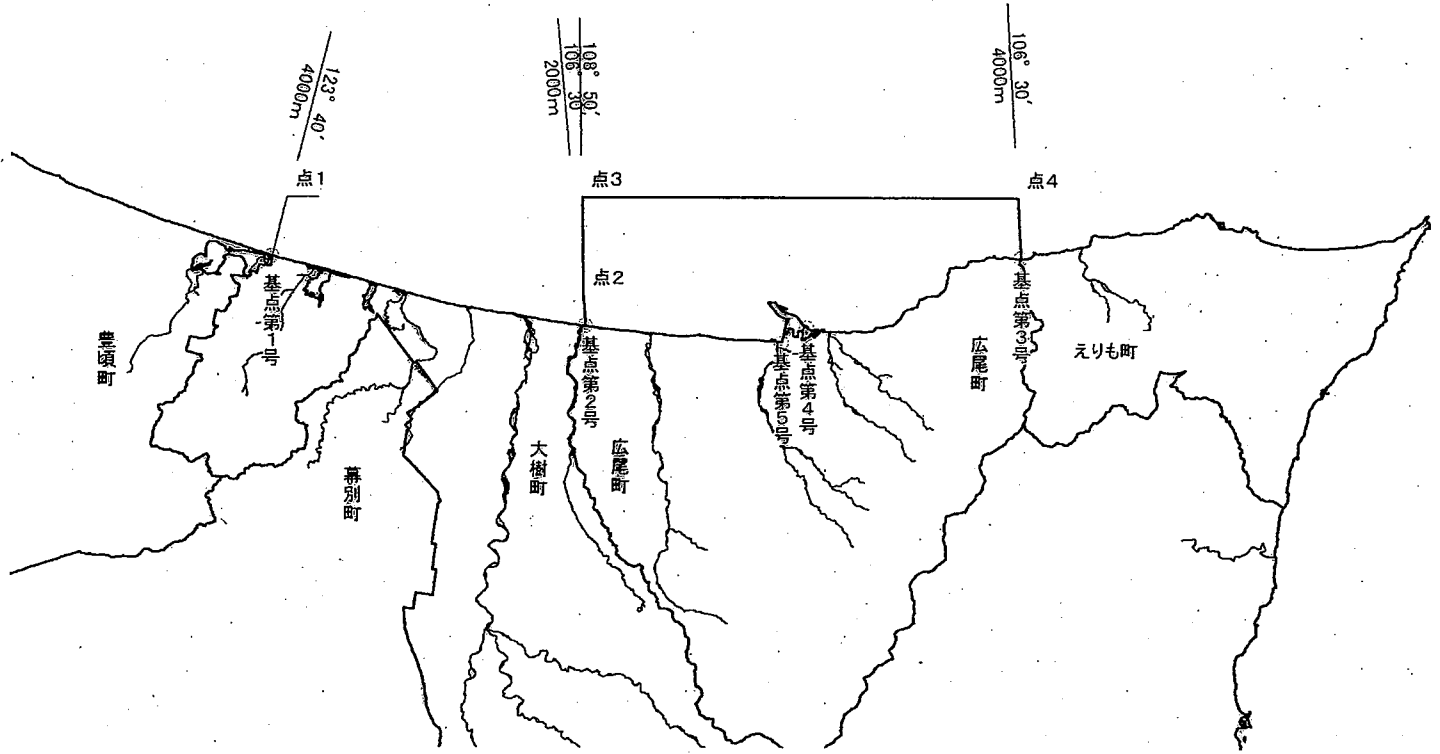 123° 40′
4000m
108° 50′
106° 30′
2000m
106° 30′
4000m
点1
点3
点4
点2
基点第1号
基点第2号
基点第5号
基点第4号
基点第3号
豊頃町
幕別町
大樹町
広尾町
広尾町
えりも町